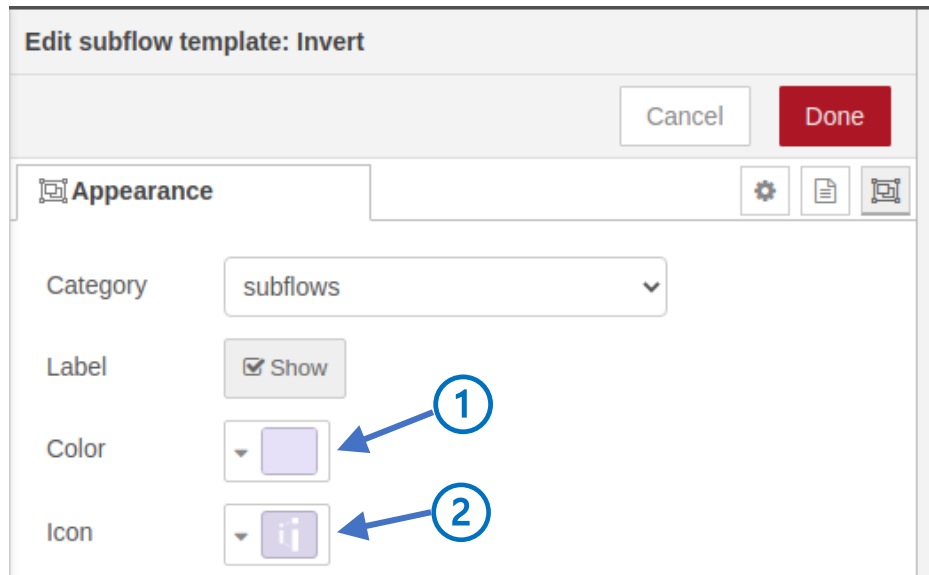 Edit subflow template: Invert
Cancel Done
Appearance
Category subflows
Label Show
1
Color
2
Icon